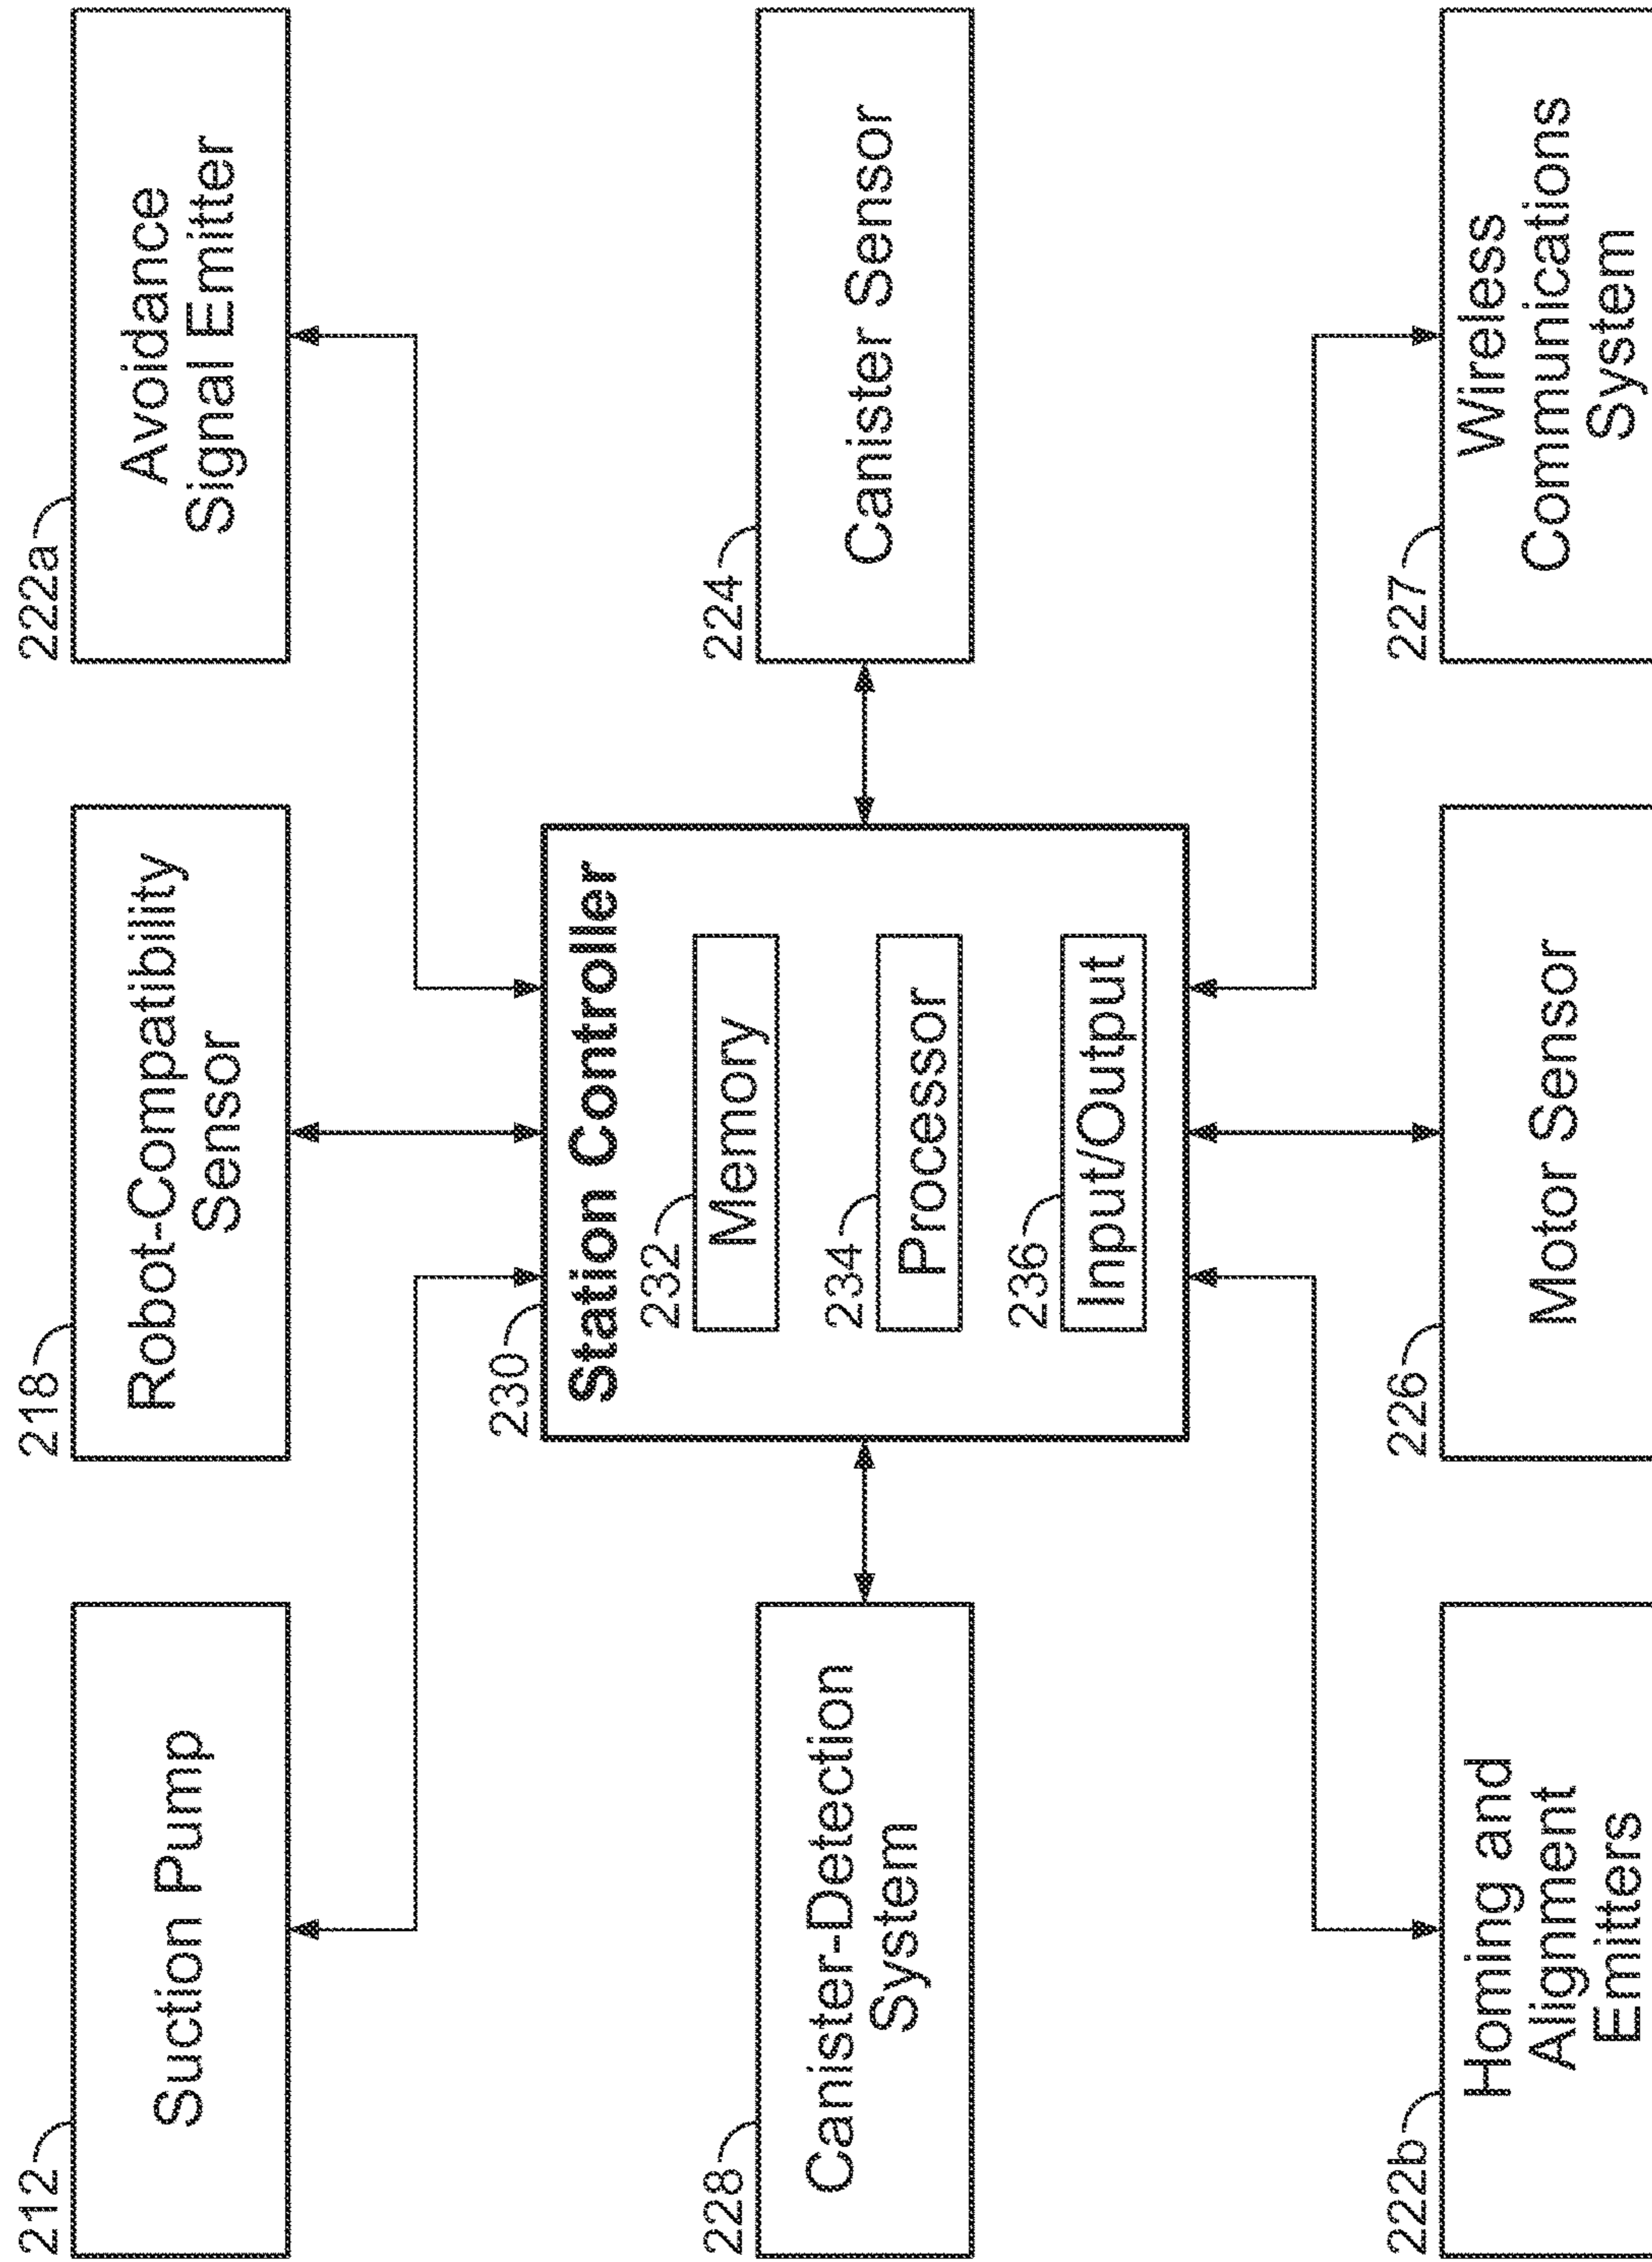 212
Suction Pump
218
Robot-Compatibility
Sensor
222a
Avoidance
Signal Emitter
228
Canister-Detection
System
230
Station Controller
232
Memory
234
Processor
236
Input/Output
224
Canister Sensor
222b
Homing and
Alignment
Emitters
226
Motor Sensor
227
Wireless
Communications
System